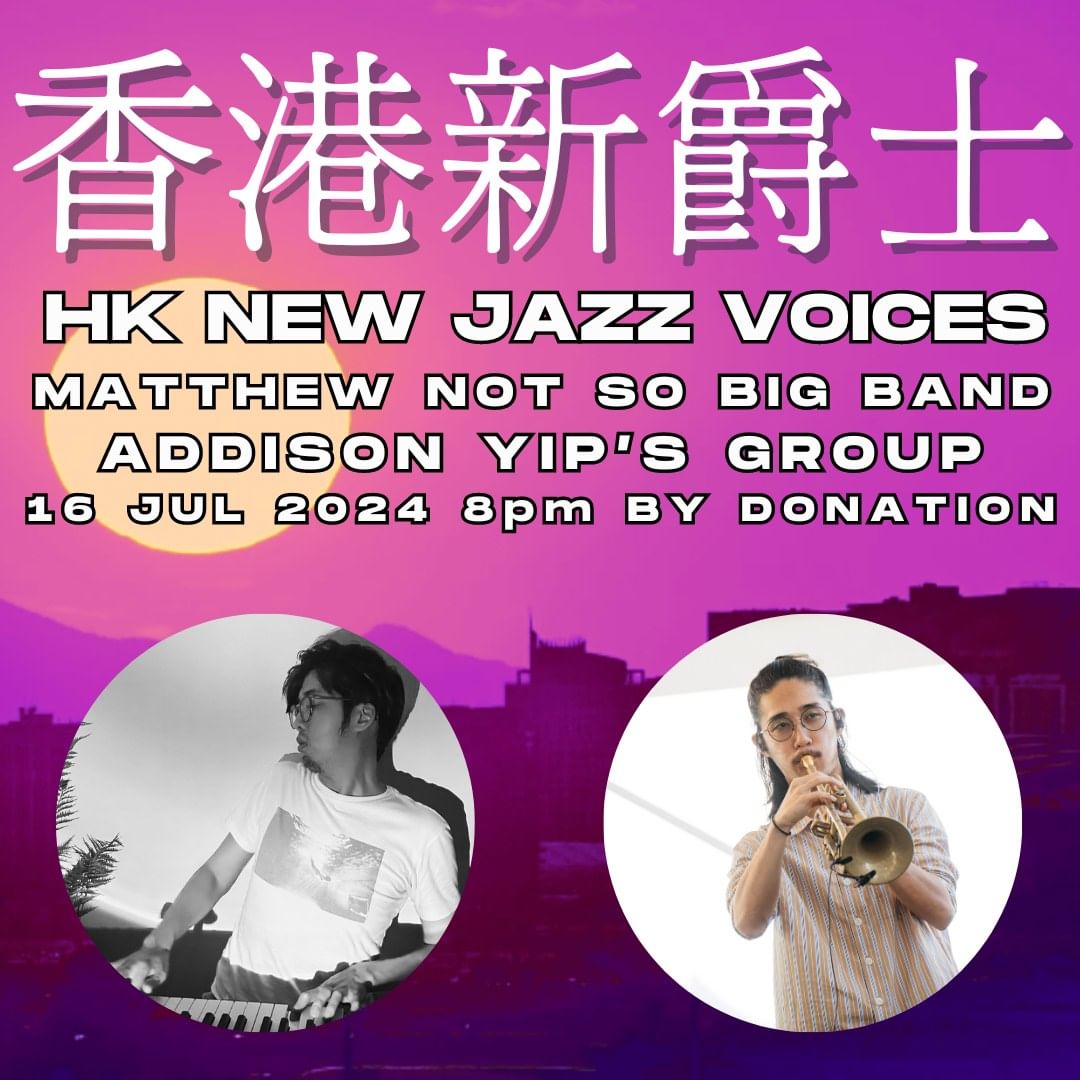 香港新爵士
HK NEW JAZZ VOICES
MATTHEW NOT SO BIG BAND
ADDISON YIP'S GROUP
16 JUL 2024 8pm BY DONATION